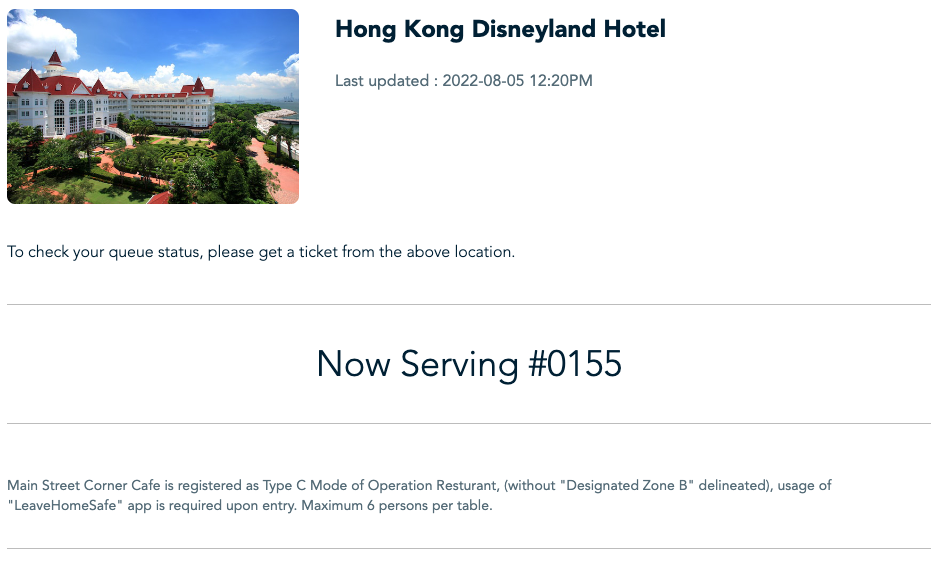 Hong Kong Disneyland Hotel
Last updated : 2022-08-05 12:20PM
To check your queue status, please get a ticket from the above location.
Now Serving #0155
Main Street Corner Cafe is registered as Type C Mode of Operation Resturant, (without "Designated Zone B" delineated), usage of
"LeaveHomeSafe" app is required upon entry. Maximum 6 persons per table.